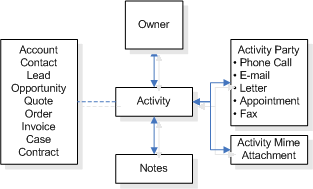 Owner
Account
Contact
Lead
Opportunity
Quote
Order
Invoice
Case
Contract
Activity
Activity Party
• Phone Call
• E-mail
• Letter
• Appointment
• Fax
Activity Mime
Attachment
Notes